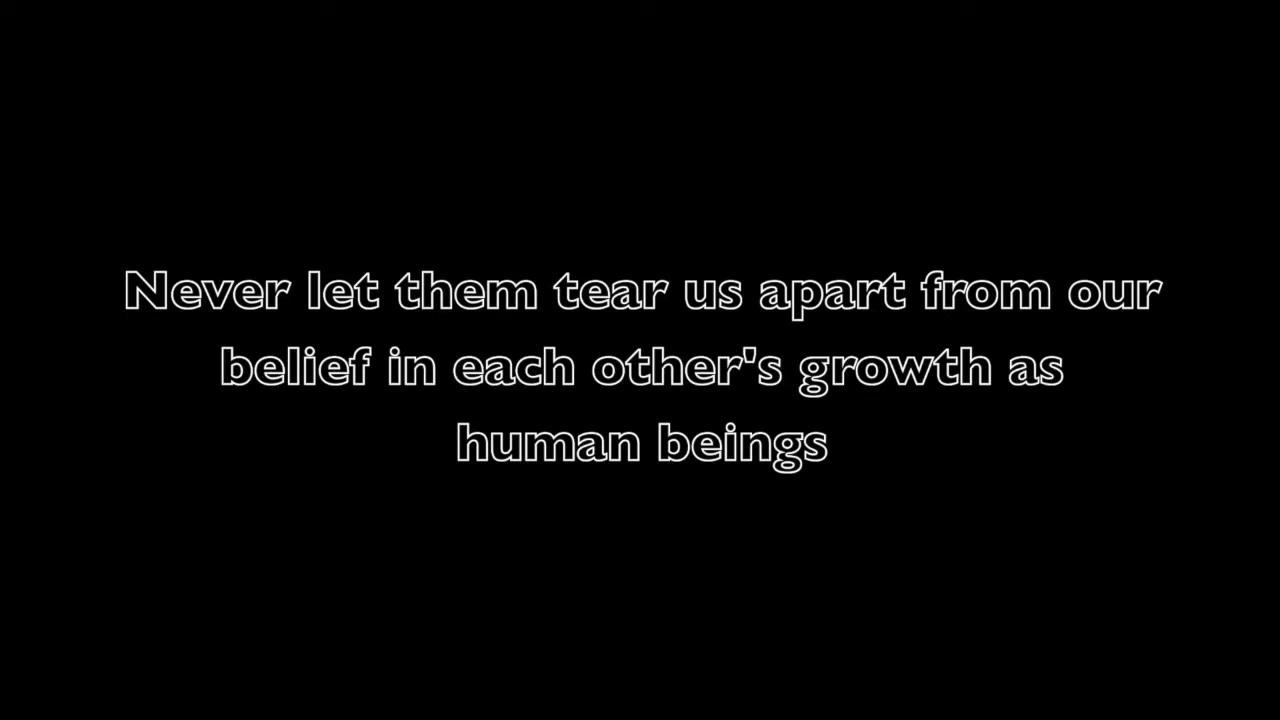 Never let them tear us apart from our
belief in each other's growth as
human beings